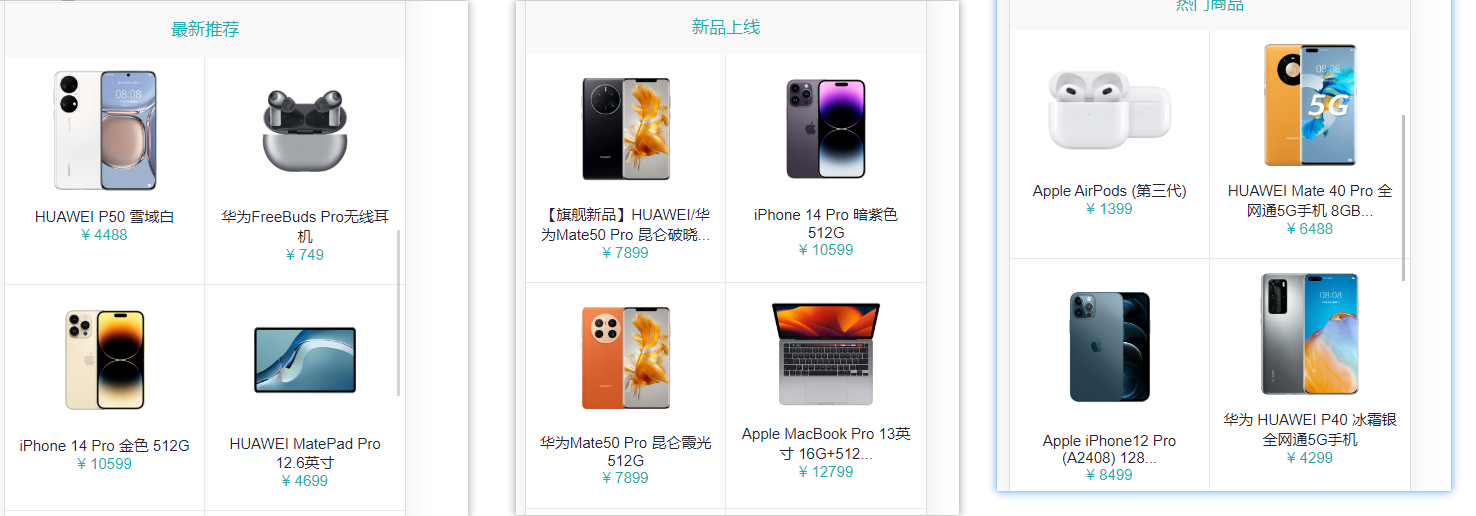 最新推荐
HUAWEI P50 雪域白
¥ 4488
华为FreeBuds Pro无线耳
机
¥ 749
iPhone 14 Pro 金色 512G
¥ 10599
HUAWEI MatePad Pro
12.6英寸
¥ 4699
新品上线
【旗舰新品】HUAWEI/华
为Mate50 Pro 昆仑破晓...
¥ 7899
iPhone 14 Pro 暗紫色
512G
¥ 10599
华为Mate50 Pro 昆仑霞光
512G
¥ 7899
Apple MacBook Pro 13英
寸 16G+512...
¥ 12799
热门商品
Apple AirPods (第三代)
¥ 1399
5G
HUAWEI Mate 40 Pro 全
网通5G手机 8GB...
¥ 6488
Apple iPhone12 Pro
(A2408) 128...
¥ 8499
08:08
华为 HUAWEI P40 冰霜银
全网通5G手机
¥ 4299